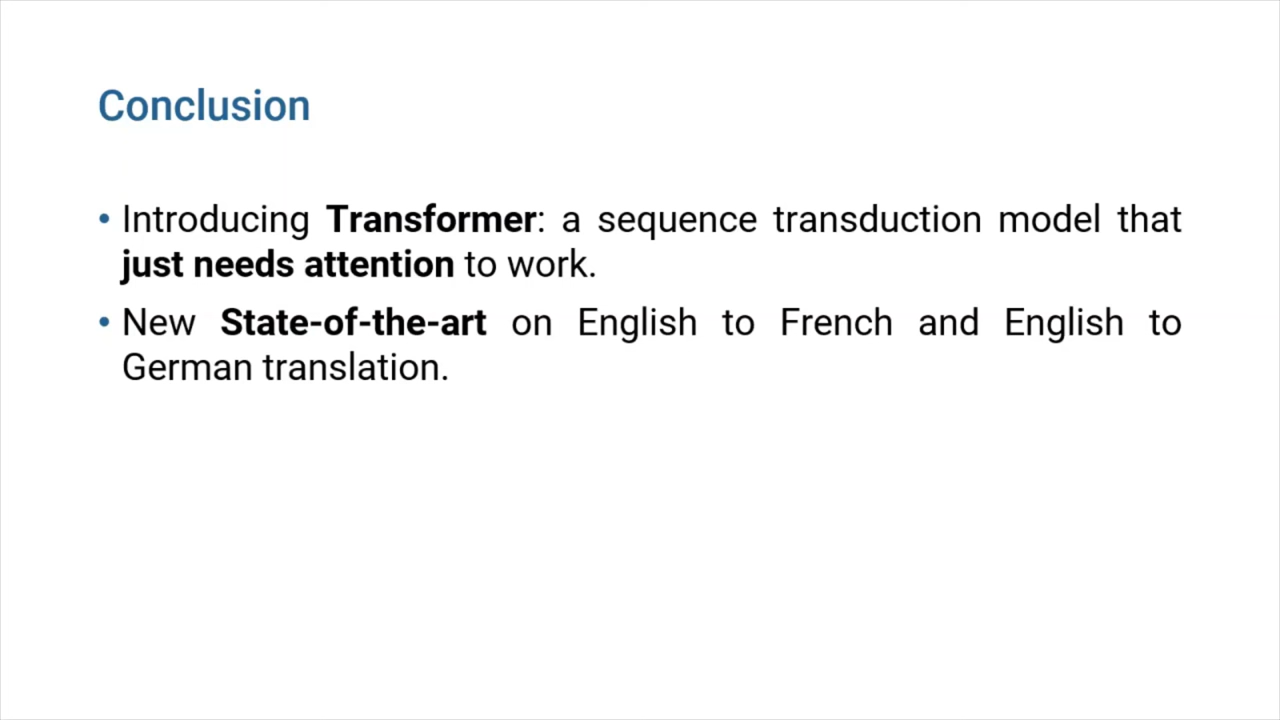 Conclusion
• Introducing Transformer: a sequence transduction model that
just needs attention to work.
• New State-of-the-art on English to French and English to
German translation.